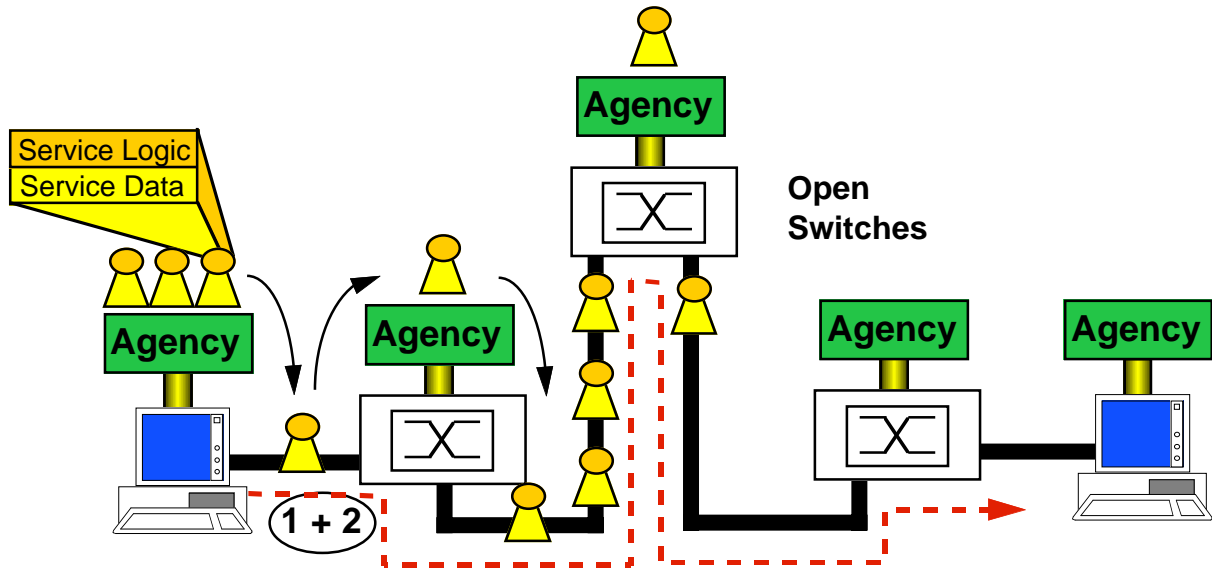 Agency
Service Logic
Service Data
Open
Switches
Agency
Agency
Agency
Agency
1 + 2